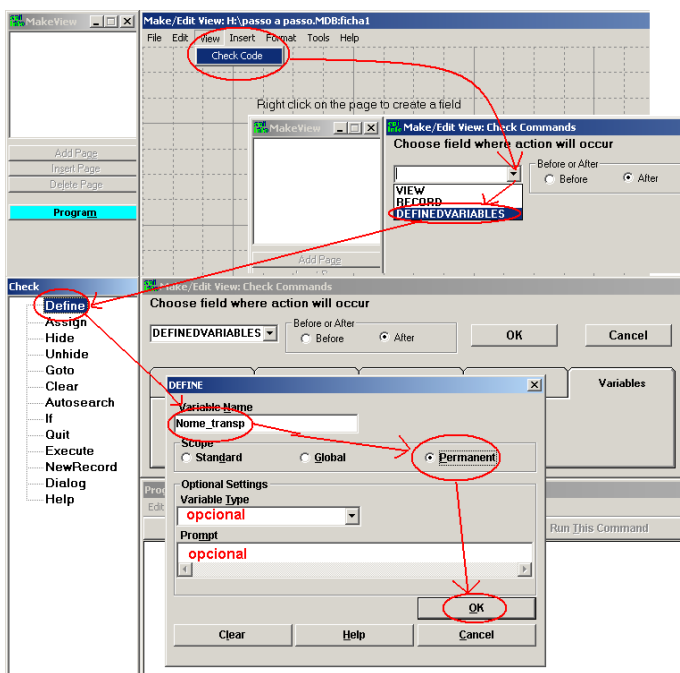 MakeView
Make/Edit View: H:\passo a passo.MDB:ficha1
File Edit View Insert Format Tools Help
Check Code
Right click on the page to create a field
Add Page
Insert Page
Delete Page
Program
MakeView
Add Page
Make/Edit View: Check Commands
Choose field where action will occur
Before or After
Before
After
VIEW
RECORD
DEFINEDVARIABLES
Check
Define
Assign
Hide
Unhide
Goto
Clear
Autosearch
If
Quit
Execute
NewRecord
Dialog
Help
Make/Edit View: Check Commands
Choose field where action will occur
DEFINEDVARIABLES
Before or After
Before
After
OK
Cancel
Variables
DEFINE
Variable Name
Nome_transp
Scope
Standard
Global
Permanent
Optional Settings
Variable Type
opcional
Prompt
opcional
OK
Clear
Help
Cancel
Edit
Run This Command